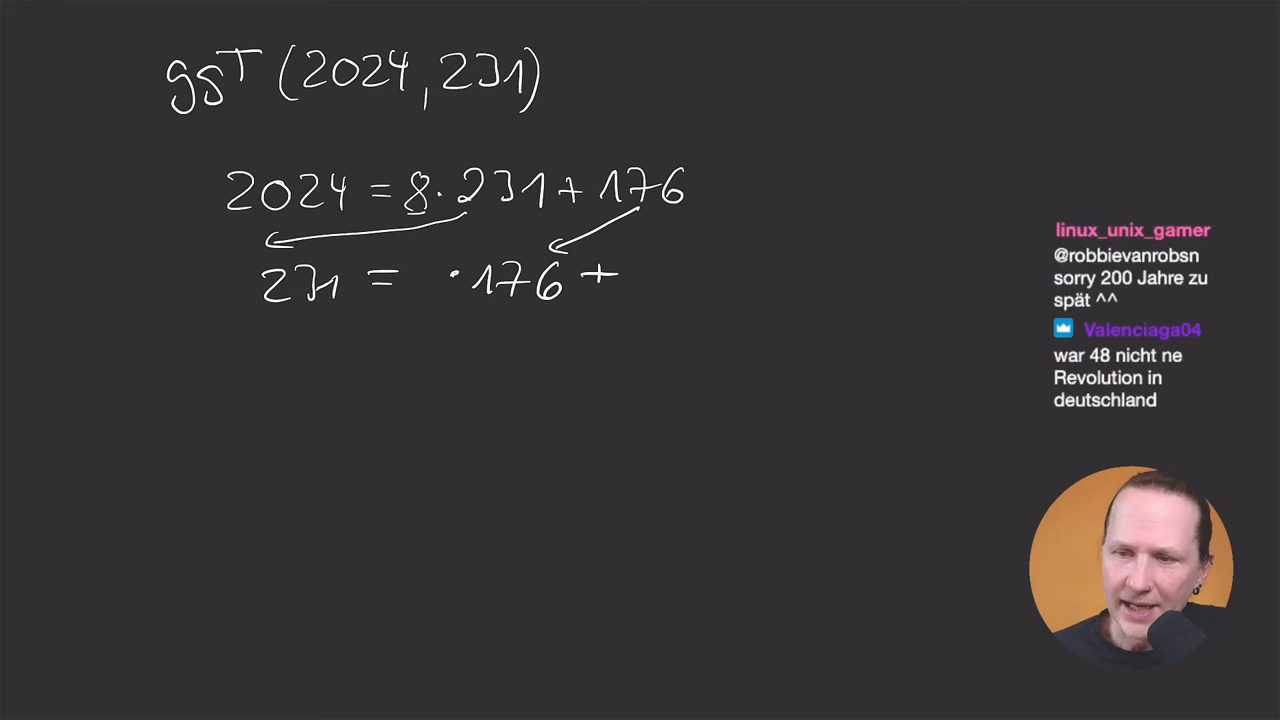 ggT (2024, 231)
2024 = 8 · 231 + 176
231 = · 176 +
linux_unix_gamer
@robbievanrobsn
sorry 200 Jahre zu
spät ^^
Valenciaga04
war 48 nicht ne
Revolution in
deutschland